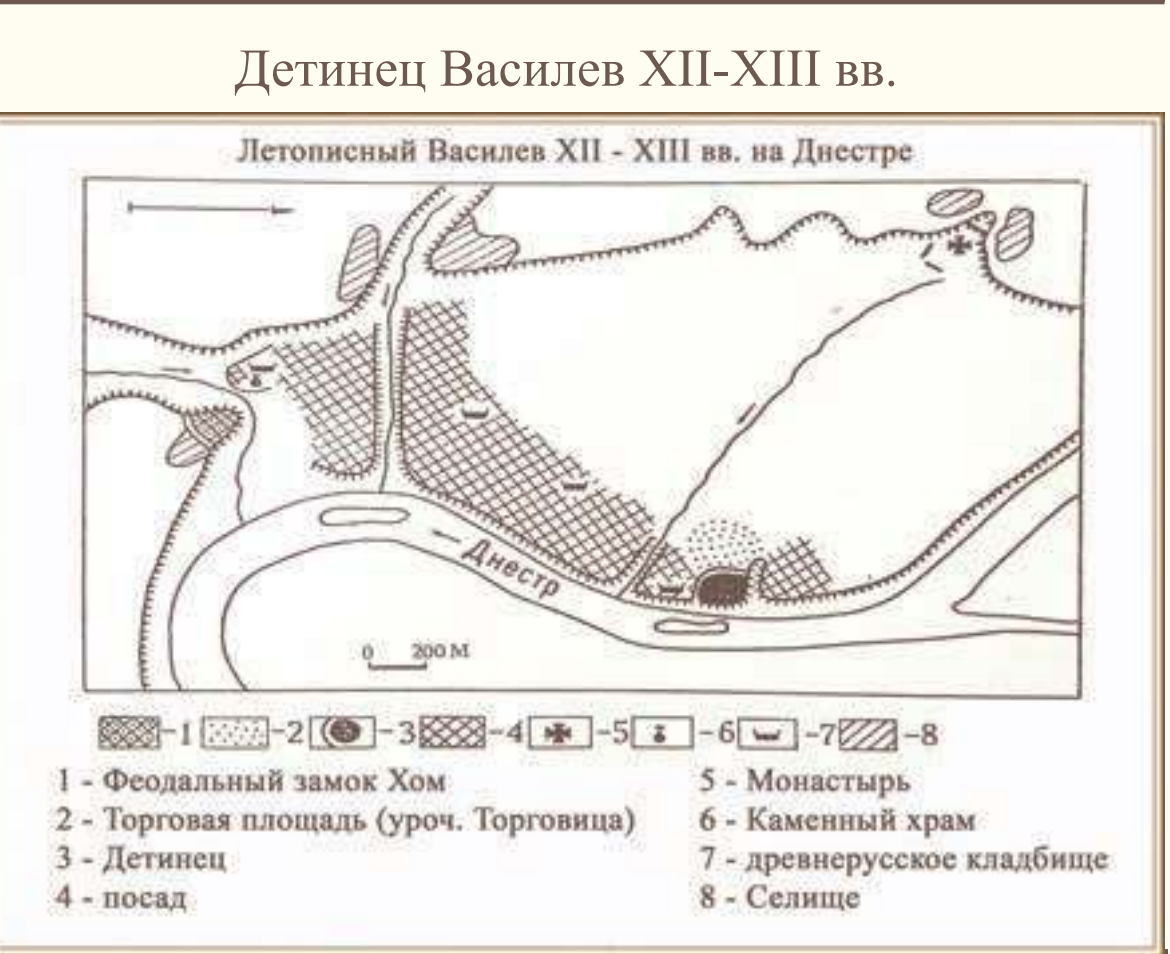 Детинец Василев XII-XIII вв.
Летописный Василев XII - XIII вв. на Днестре
Днестр
0 200 М
-1 -2 -3 -4 -5 -6 -7 -8
1 - Феодальный замок Хом
2 - Торговая площадь (уроч. Торговица)
3 - Детинец
4 - посад
5 - Монастырь
6 - Каменный храм
7 - древнерусское кладбище
8 - Селище